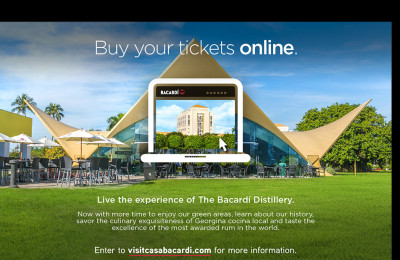 Buy your tickets online.
BACARDÍ
Live the experience of The Bacardí Distillery.
Now with more time to enjoy our green areas, learn about our history,
savor the culinary exquisiteness of Georgina cocina local and taste the
excellence of the most awarded rum in the world.
Enter to visitcasabacardi.com for more information.